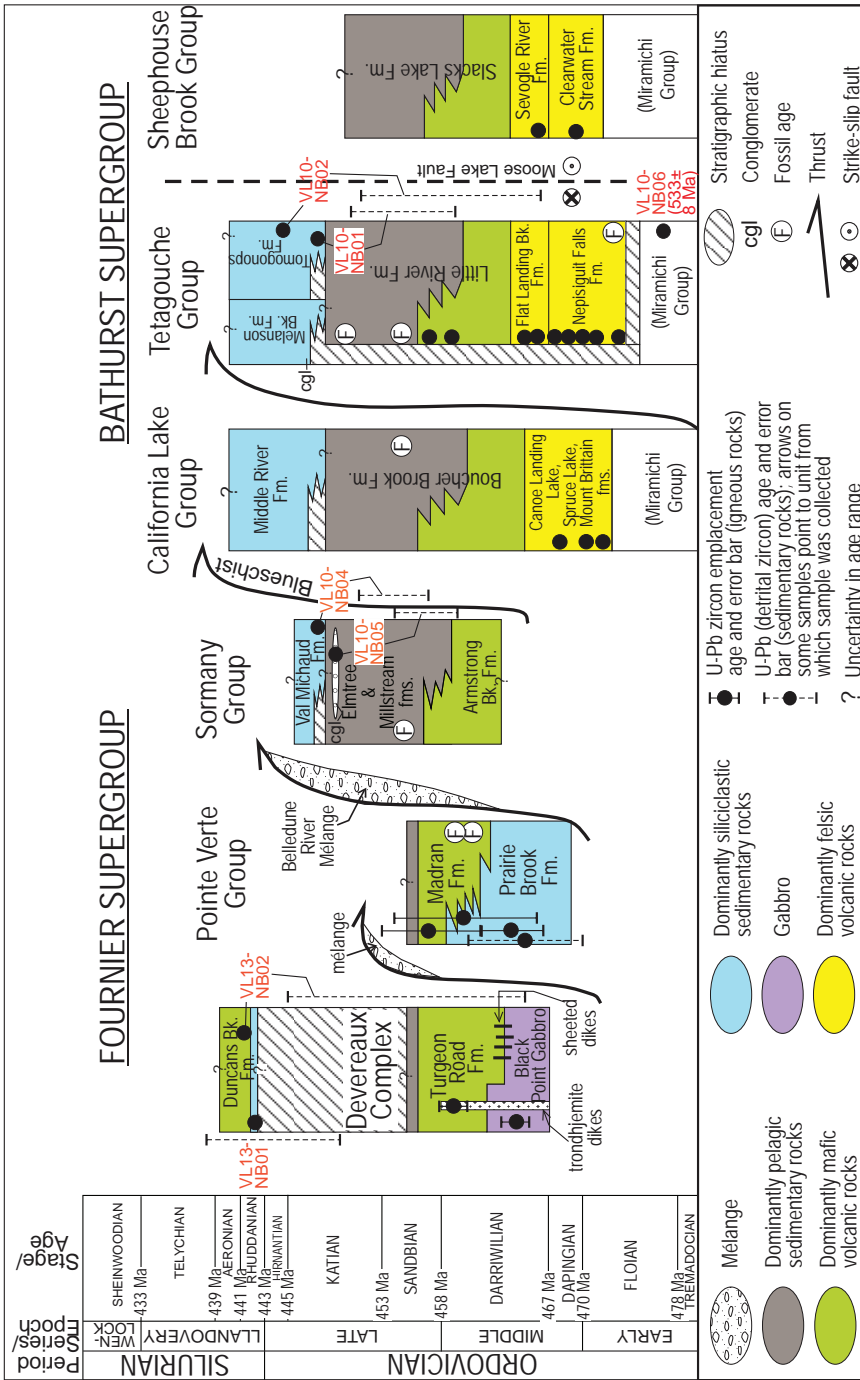 FOURNIER SUPERGROUP
BATHURST SUPERGROUP
Pointe Verte
Group
Sormany
Group
California Lake
Group
Tetagouche
Group
Sheephouse
Brook Group
Period
Series/
Epoch
Stage/
Age
SILURIAN
ORDOVICIAN
WEN-
LOCK
LLANDOVERY
LATE
MIDDLE
EARLY
SHEINWOODIAN
433 Ma
TELYCHIAN
439 Ma
AERONIAN
441 Ma
RHUDDANIAN
443 Ma
HIRNANTIAN
445 Ma
KATIAN
453 Ma
SANDBIAN
458 Ma
DARRIWILIAN
467 Ma
DAPINGIAN
470 Ma
FLOIAN
478 Ma
TREMADOCIAN
VL13-
NB01
VL13-
NB02
?
Duncans Bk.
Fm.
?
?
Devereaux
Complex
?
Turgeon
Road
Fm.
Black
Point Gabbro
trondhjemite
dikes
sheeted
dikes
mélange
Belledune
River
Mélange
?
Madran
Fm.
F
F
Prairie
Brook
Fm.
?
Val Michaud
Fm.
?
cgl
Elmtree
&
Millstream
fms.
F
Armstrong
Bk. Fm.
?
?
VL10-
NB04
VL10-
NB05
Blueschist
?
?
Middle River
Fm.
?
F
Boucher Brook Fm.
Canoe Landing
Lake,
Spruce Lake,
Mount Brittain
fms.
(Miramichi
Group)
?
?
Melanson
Bk. Fm.
Tomogonops
Fm.
cgl
?
?
F
F
Little River Fm.
Flat Landing Bk.
Fm.
Nepisiguit Falls
Fm.
F
(Miramichi
Group)
VL10-
NB01
VL10-
NB02
VL10-
NB06
(533±
8 Ma)
Moose Lake Fault
?
Slacks Lake Fm.
Sevogle River
Fm.
Clearwater
Stream Fm.
(Miramichi
Group)
Mélange
Dominantly pelagic
sedimentary rocks
Dominantly mafic
volcanic rocks
Dominantly siliciclastic
sedimentary rocks
Gabbro
Dominantly felsic
volcanic rocks
U-Pb zircon emplacement
age and error bar (igneous rocks)
U-Pb (detrital zircon) age and error
bar (sedimentary rocks); arrows on
some samples point to unit from
which sample was collected
? Uncertainty in age range
Stratigraphic hiatus
cgl Conglomerate
F Fossil age
Thrust
Strike-slip fault